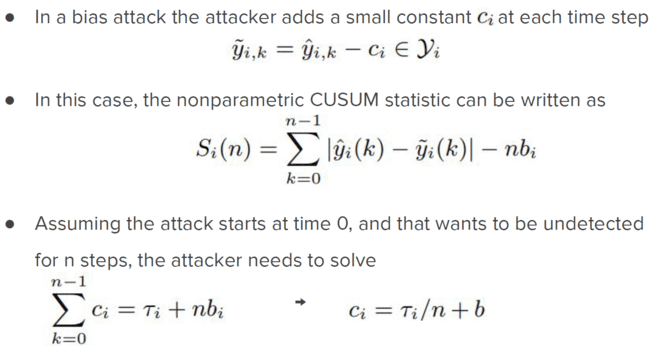 ● In a bias attack the attacker adds a small constant cᵢ at each time step
ỹᵢ,ₖ = ŷᵢ,ₖ − cᵢ ∈ 𝒴ᵢ
● In this case, the nonparametric CUSUM statistic can be written as
n−1
Sᵢ(n) = ∑ |ŷᵢ(k) − ỹᵢ(k)| − nbᵢ
k=0
● Assuming the attack starts at time 0, and that wants to be undetected
for n steps, the attacker needs to solve
n−1
∑ cᵢ = τᵢ + nbᵢ → cᵢ = τᵢ/n + b
k=0